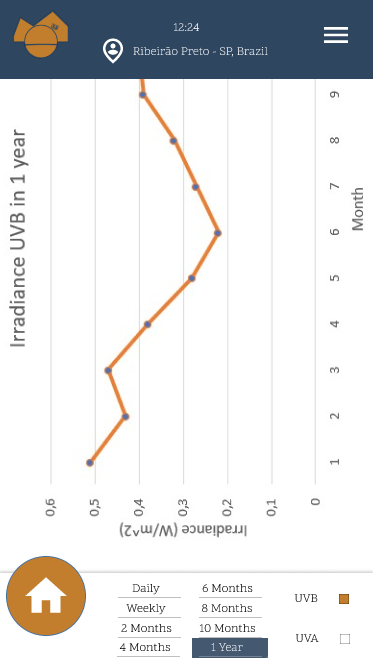 12:24
Ribeirão Preto - SP, Brazil
Irradiance UVB in 1 year
9
8
7
6
5
4
3
2
1
Month
0,6
0,5
0,4
0,3
0,2
0,1
0
Irradiance (W/m^2)
Daily
6 Months
Weekly
8 Months
2 Months
10 Months
4 Months
1 Year
UVB
UVA